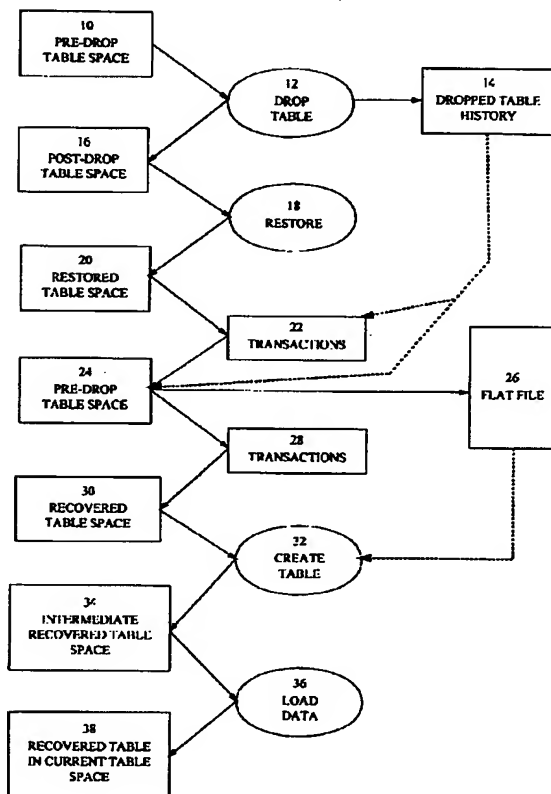 10
PRE-DROP
TABLE SPACE
12
DROP
TABLE
14
DROPPED TABLE
HISTORY
16
POST-DROP
TABLE SPACE
18
RESTORE
20
RESTORED
TABLE SPACE
22
TRANSACTIONS
24
PRE-DROP
TABLE SPACE
26
FLAT FILE
28
TRANSACTIONS
30
RECOVERED
TABLE SPACE
32
CREATE
TABLE
34
INTERMEDIATE
RECOVERED TABLE
SPACE
36
LOAD
DATA
38
RECOVERED TABLE
IN CURRENT TABLE
SPACE